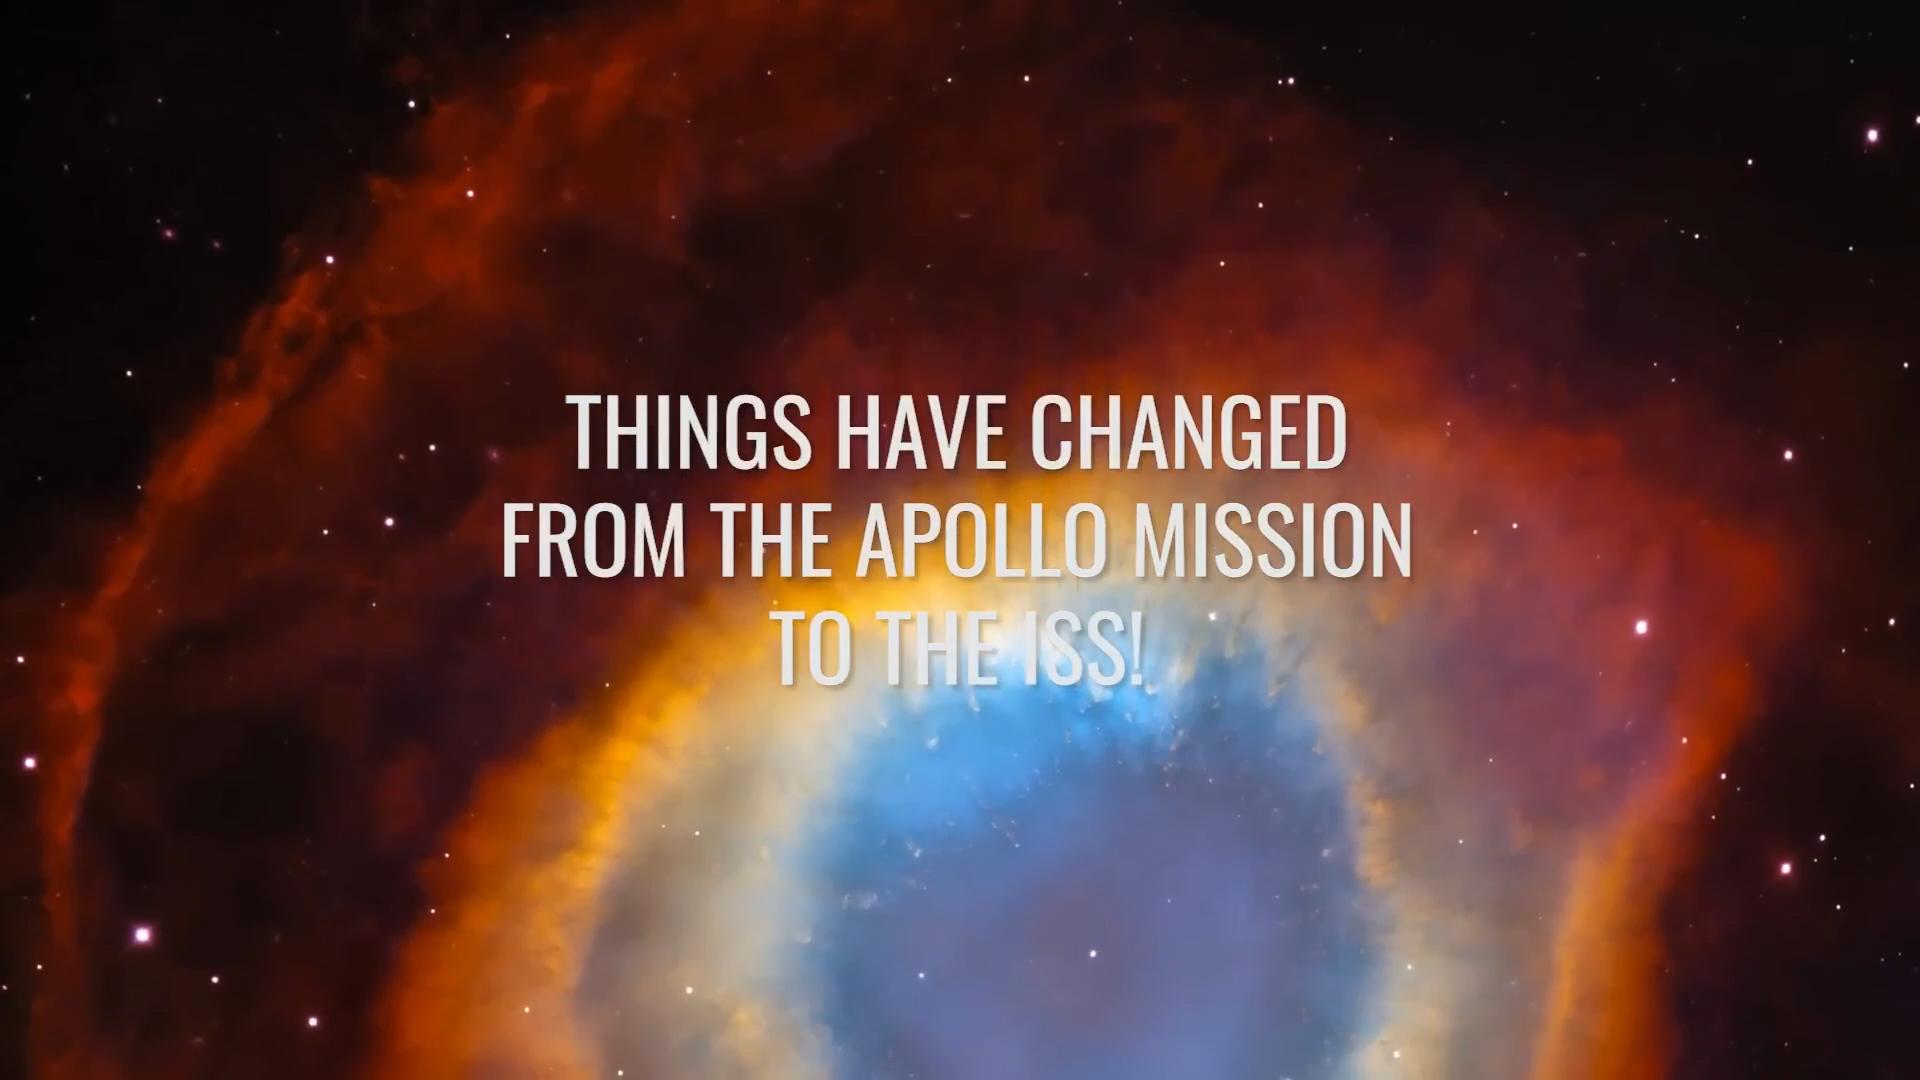 THINGS HAVE CHANGED
FROM THE APOLLO MISSION
TO THE ISS!